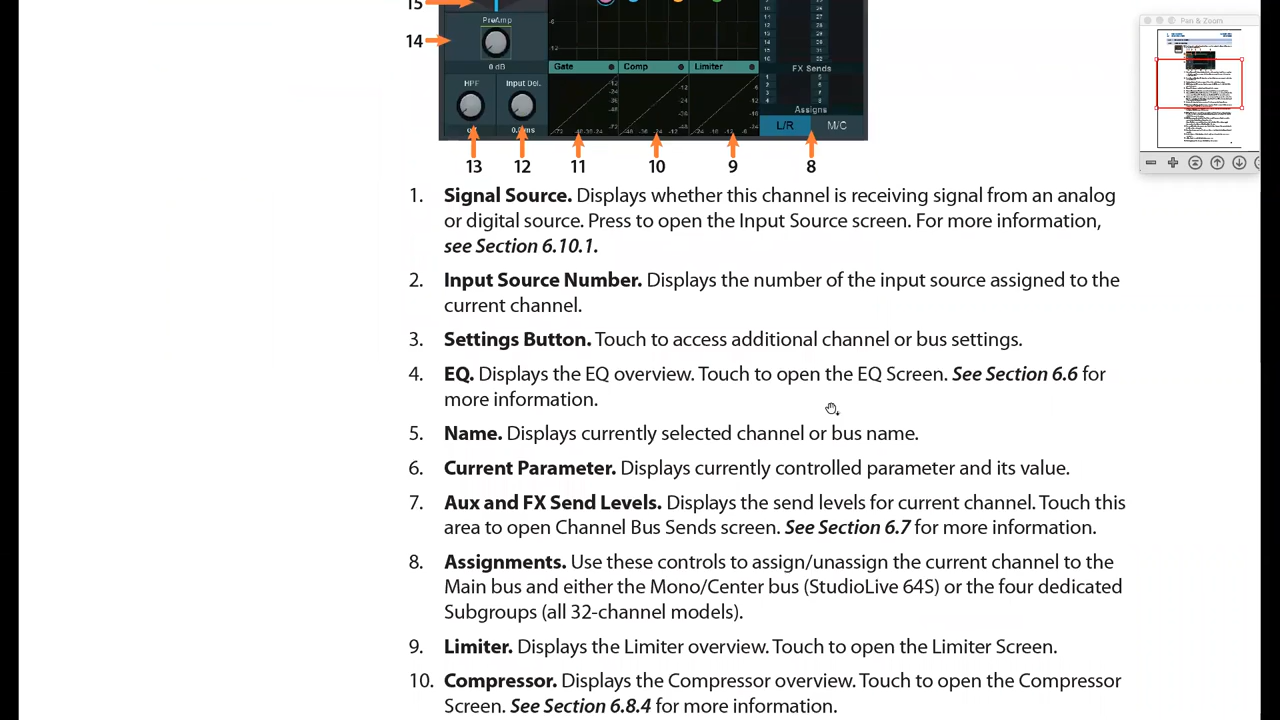 15
PreAmp
14
0 dB
Gate
Comp
Limiter
FX Sends
HPF
Input Del.
Assigns
L/R
M/C
13
12
11
10
9
8
1. Signal Source. Displays whether this channel is receiving signal from an analog
or digital source. Press to open the Input Source screen. For more information,
see Section 6.10.1.
2. Input Source Number. Displays the number of the input source assigned to the
current channel.
3. Settings Button. Touch to access additional channel or bus settings.
4. EQ. Displays the EQ overview. Touch to open the EQ Screen. See Section 6.6 for
more information.
5. Name. Displays currently selected channel or bus name.
6. Current Parameter. Displays currently controlled parameter and its value.
7. Aux and FX Send Levels. Displays the send levels for current channel. Touch this
area to open Channel Bus Sends screen. See Section 6.7 for more information.
8. Assignments. Use these controls to assign/unassign the current channel to the
Main bus and either the Mono/Center bus (StudioLive 64S) or the four dedicated
Subgroups (all 32-channel models).
9. Limiter. Displays the Limiter overview. Touch to open the Limiter Screen.
10. Compressor. Displays the Compressor overview. Touch to open the Compressor
Screen. See Section 6.8.4 for more information.
Pan & Zoom